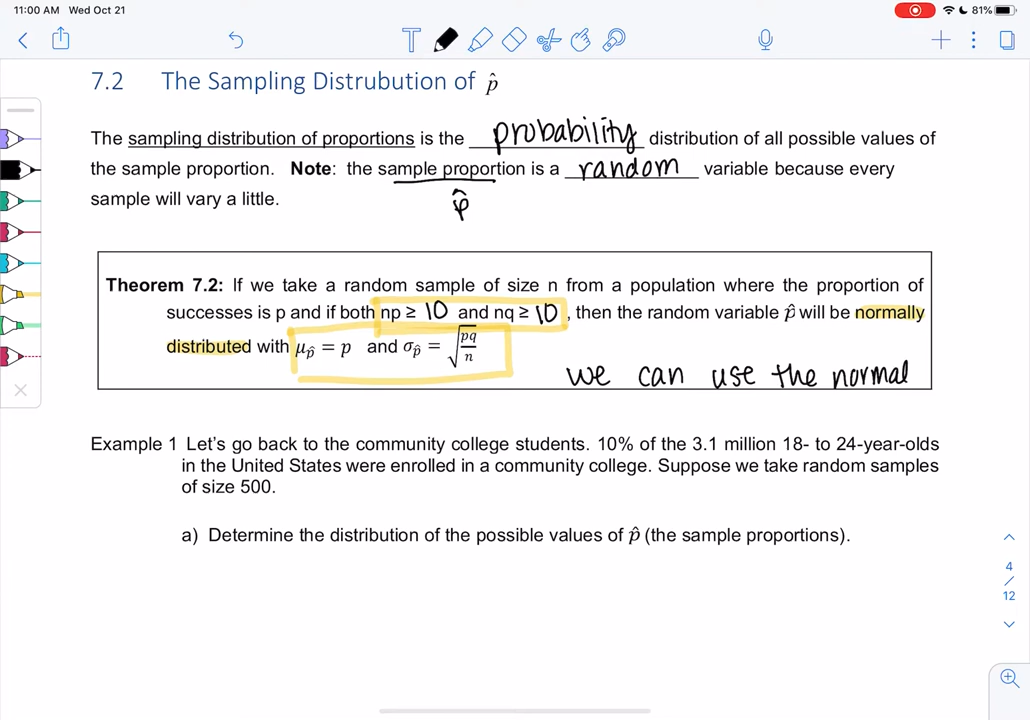 11:00 AM Wed Oct 21
81%
7.2 The Sampling Distrubution of p̂
The sampling distribution of proportions is the probability distribution of all possible values of
the sample proportion. Note: the sample proportion is a random variable because every
sample will vary a little.
p̂
Theorem 7.2: If we take a random sample of size n from a population where the proportion of
successes is p and if both np ≥ 10 and nq ≥ 10, then the random variable p̂ will be normally
distributed with μp̂ = p and σp̂ = √(pq/n)
we can use the normal
Example 1 Let's go back to the community college students. 10% of the 3.1 million 18- to 24-year-olds
in the United States were enrolled in a community college. Suppose we take random samples
of size 500.
a) Determine the distribution of the possible values of p̂ (the sample proportions).
4
/
12